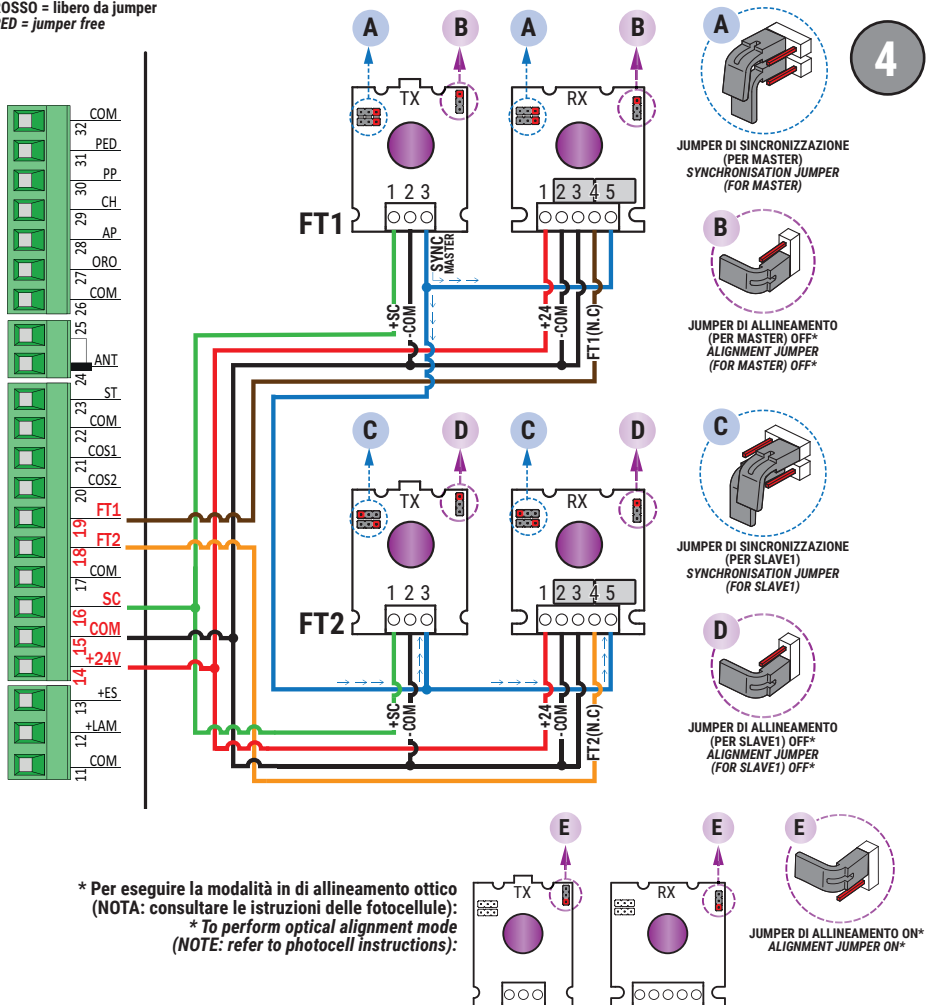 ROSSO = libero da jumper
RED = jumper free
A
B
A
B
A
4
TX
RX
1 2 3
1 2 3 4 5
FT1
SYNC
MASTER
+SC
-COM
+24
-COM
FT1(N.C)
JUMPER DI SINCRONIZZAZIONE
(PER MASTER)
SYNCHRONISATION JUMPER
(FOR MASTER)
B
JUMPER DI ALLINEAMENTO
(PER MASTER) OFF*
ALIGNMENT JUMPER
(FOR MASTER) OFF*
COM
32
PED
31
PP
30
CH
29
AP
28
ORO
27
COM
26
25
ANT
24
ST
23
COM
22
COS1
21
COS2
20
FT1
19
FT2
18
COM
17
SC
16
COM
15
+24V
14
+ES
13
+LAM
12
COM
11
C
D
C
D
C
TX
RX
1 2 3
1 2 3 4 5
FT2
+SC
-COM
+24
-COM
FT2(N.C)
JUMPER DI SINCRONIZZAZIONE
(PER SLAVE1)
SYNCHRONISATION JUMPER
(FOR SLAVE1)
D
JUMPER DI ALLINEAMENTO
(PER SLAVE1) OFF*
ALIGNMENT JUMPER
(FOR SLAVE1) OFF*
E
E
E
TX
RX
* Per eseguire la modalità in di allineamento ottico
(NOTA: consultare le istruzioni delle fotocellule):
* To perform optical alignment mode
(NOTE: refer to photocell instructions):
JUMPER DI ALLINEAMENTO ON*
ALIGNMENT JUMPER ON*